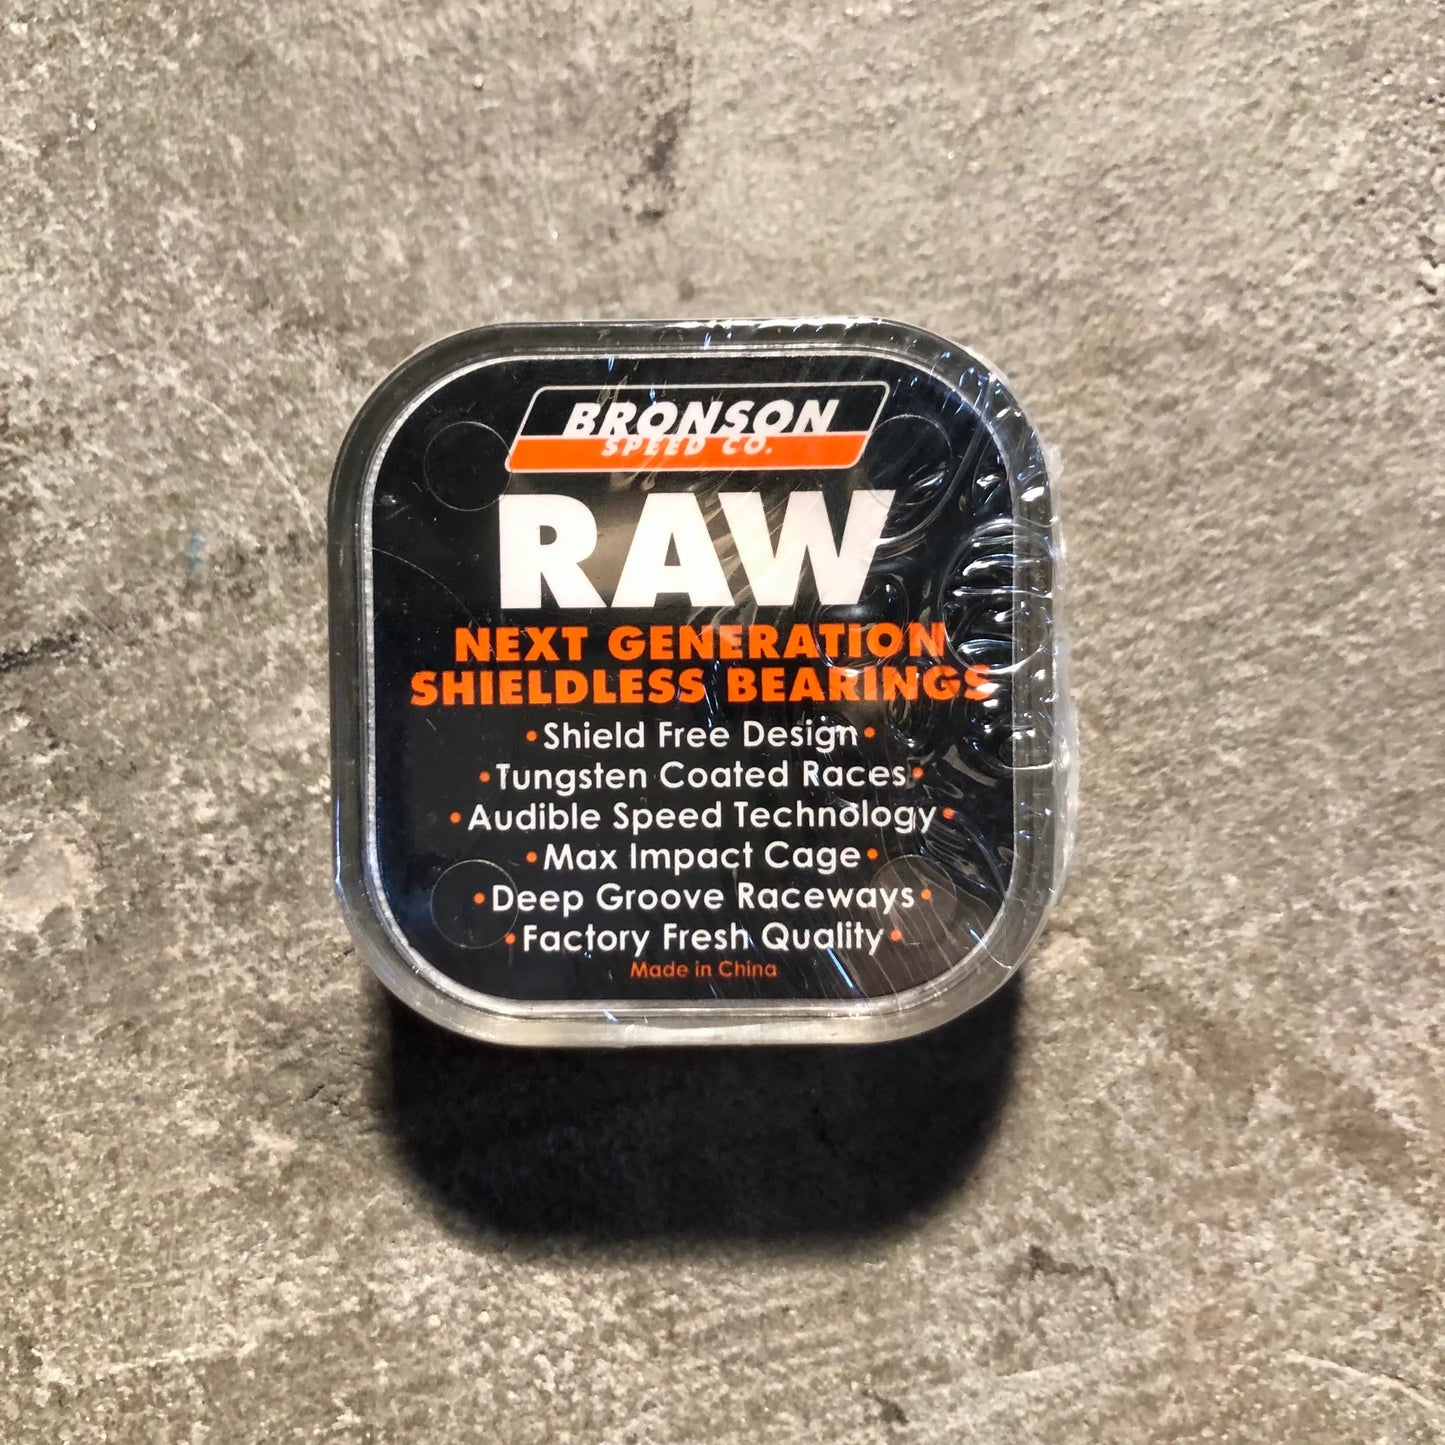 BRONSON
SPEED CO.
RAW
NEXT GENERATION
SHIELDLESS BEARINGS
•Shield Free Design•
•Tungsten Coated Races•
•Audible Speed Technology•
•Max Impact Cage•
•Deep Groove Raceways•
•Factory Fresh Quality•
Made in China